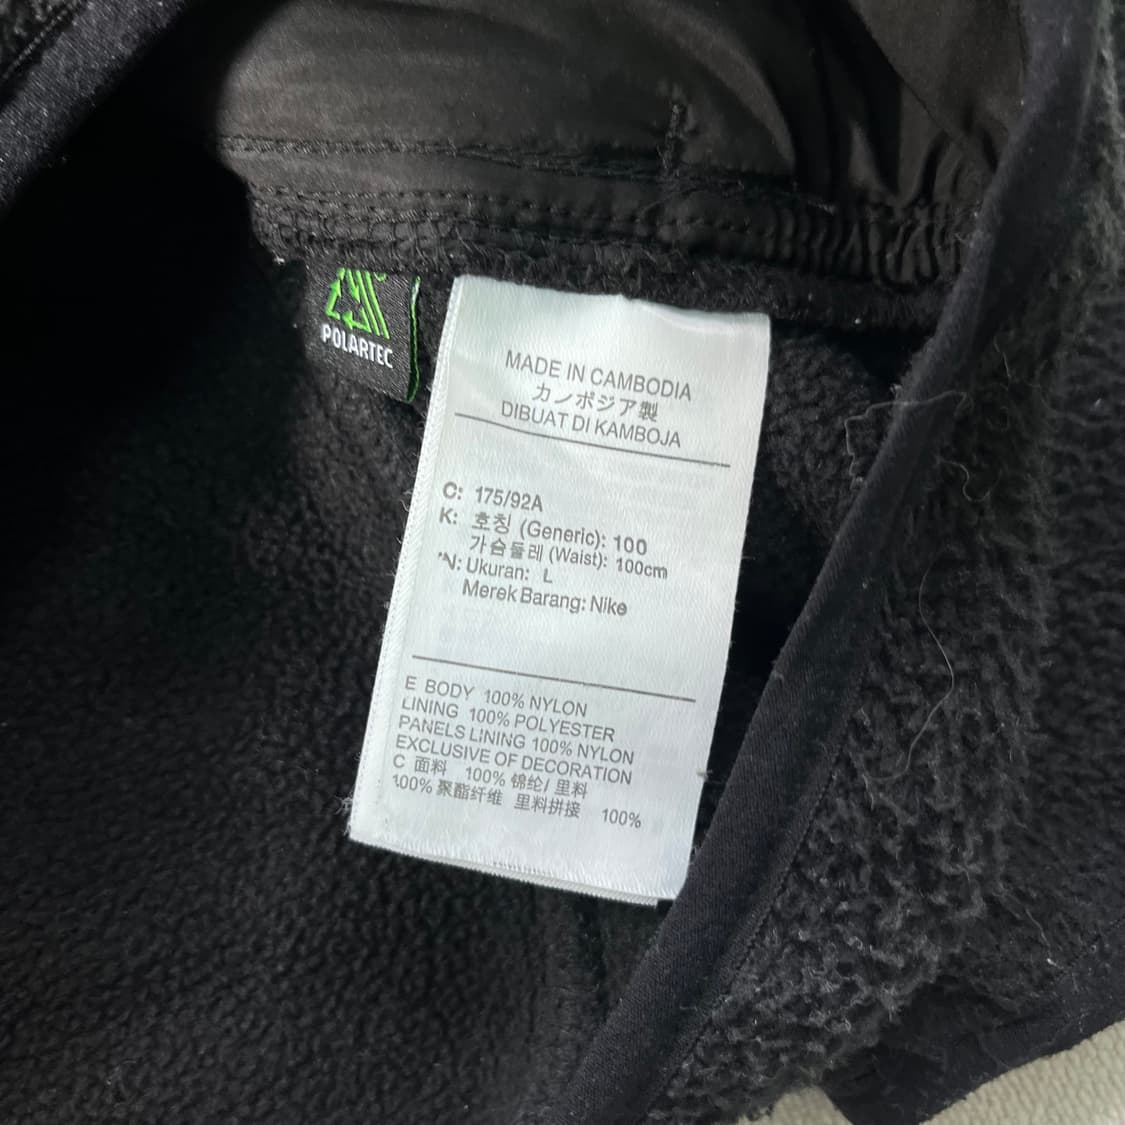 POLARTEC
MADE IN CAMBODIA
カンボジア製
DIBUAT DI KAMBOJA
C: 175/92A
K: 호칭 (Generic): 100
가슴둘레 (Waist): 100cm
N: Ukuran: L
Merek Barang: Nike
E BODY 100% NYLON
LINING 100% POLYESTER
PANELS LINING 100% NYLON
EXCLUSIVE OF DECORATION
C 面料 100% 锦纶/ 里料
100% 聚酯纤维 里料拼接 100%